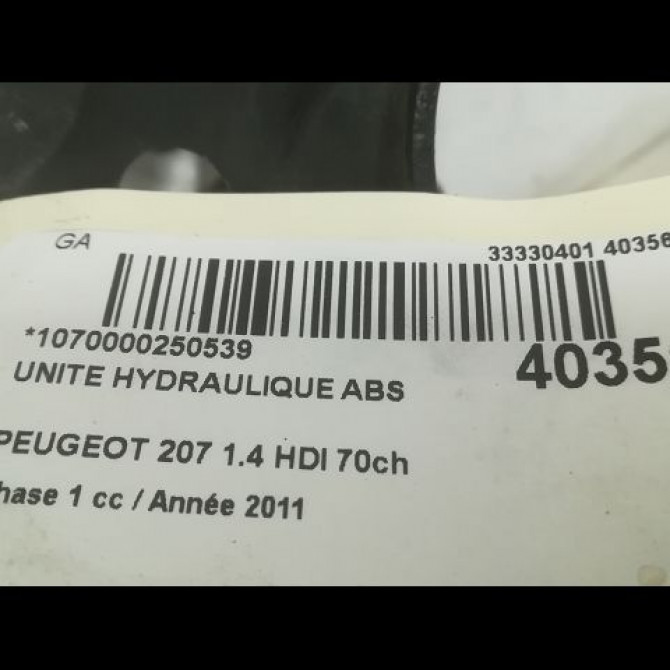 GA
33330401 40356
*1070000250539
4035
UNITE HYDRAULIQUE ABS
PEUGEOT 207 1.4 HDI 70ch
hase 1 cc / Année 2011